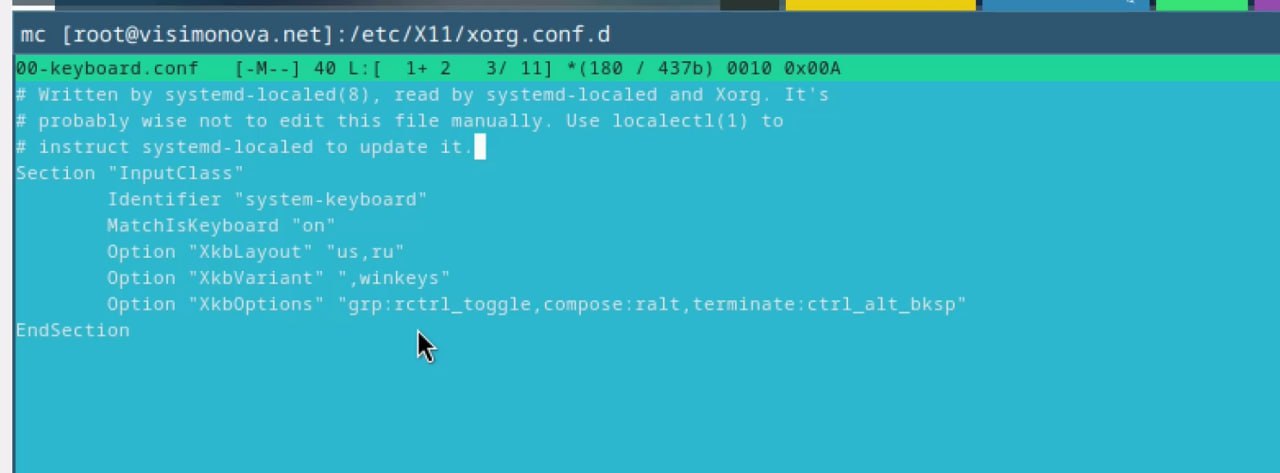 mc [root@visimonova.net]:/etc/X11/xorg.conf.d
00-keyboard.conf   [-M--] 40 L:[  1+ 2   3/ 11] *(180 / 437b) 0010 0x00A
# Written by systemd-localed(8), read by systemd-localed and Xorg. It's
# probably wise not to edit this file manually. Use localectl(1) to
# instruct systemd-localed to update it.
Section "InputClass"
        Identifier "system-keyboard"
        MatchIsKeyboard "on"
        Option "XkbLayout" "us,ru"
        Option "XkbVariant" ",winkeys"
        Option "XkbOptions" "grp:rctrl_toggle,compose:ralt,terminate:ctrl_alt_bksp"
EndSection